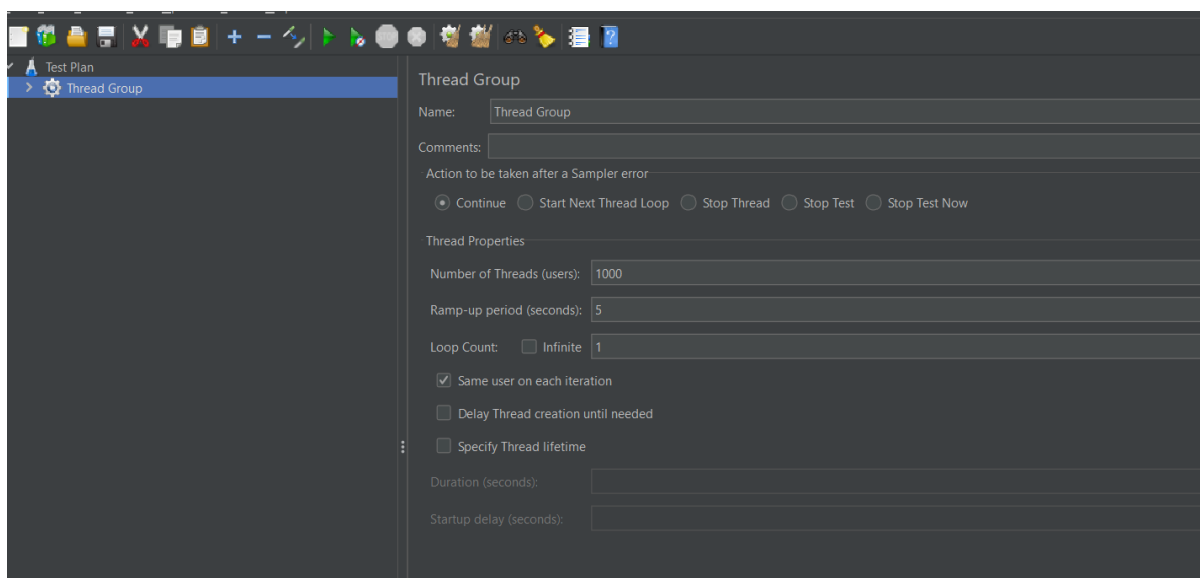 Test Plan
Thread Group
Thread Group
Name: Thread Group
Comments:
Action to be taken after a Sampler error
Continue Start Next Thread Loop Stop Thread Stop Test Stop Test Now
Thread Properties
Number of Threads (users): 1000
Ramp-up period (seconds): 5
Loop Count: Infinite 1
Same user on each iteration
Delay Thread creation until needed
Specify Thread lifetime
Duration (seconds):
Startup delay (seconds):